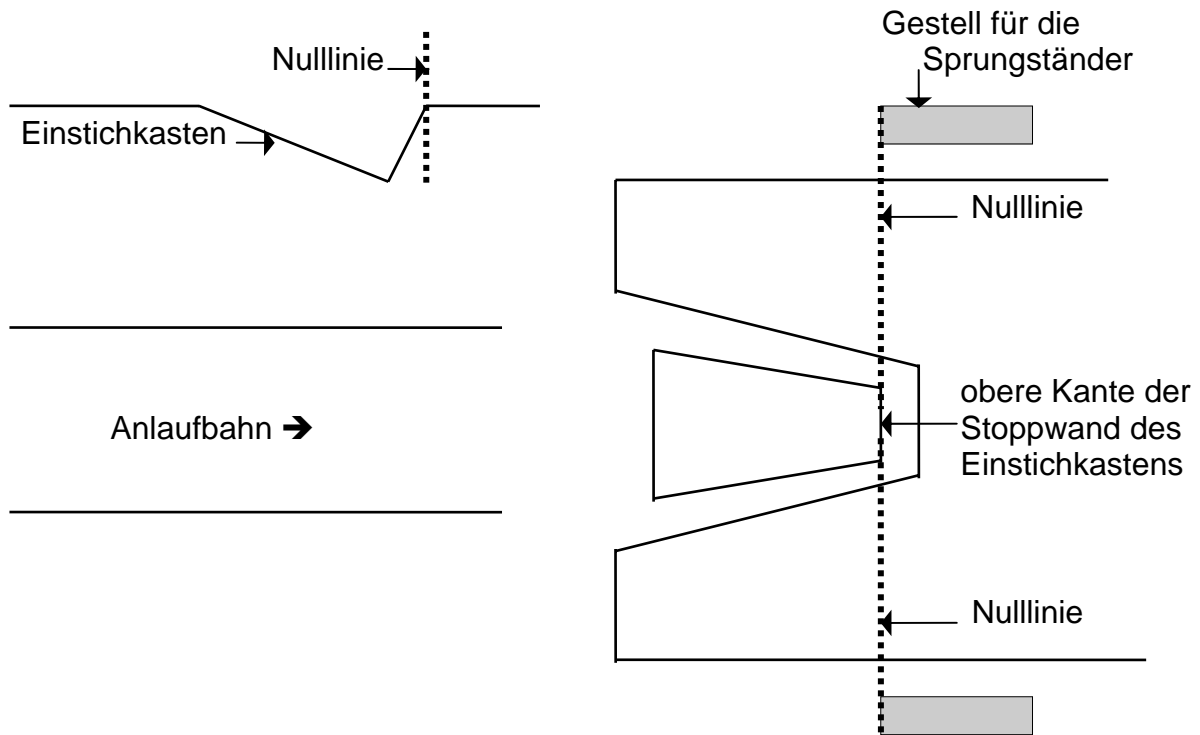 Nulllinie
Einstichkasten
Anlaufbahn ➔
Gestell für die
Sprungständer
Nulllinie
obere Kante der
Stoppwand des
Einstichkastens
Nulllinie